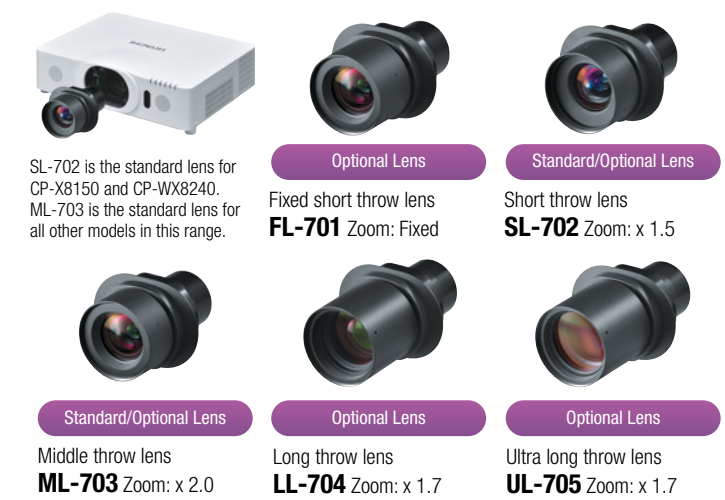 HITACHI
SL-702 is the standard lens for
CP-X8150 and CP-WX8240.
ML-703 is the standard lens for
all other models in this range.
Optional Lens
Fixed short throw lens
FL-701 Zoom: Fixed
Standard/Optional Lens
Short throw lens
SL-702 Zoom: x 1.5
Standard/Optional Lens
Middle throw lens
ML-703 Zoom: x 2.0
Optional Lens
Long throw lens
LL-704 Zoom: x 1.7
Optional Lens
Ultra long throw lens
UL-705 Zoom: x 1.7